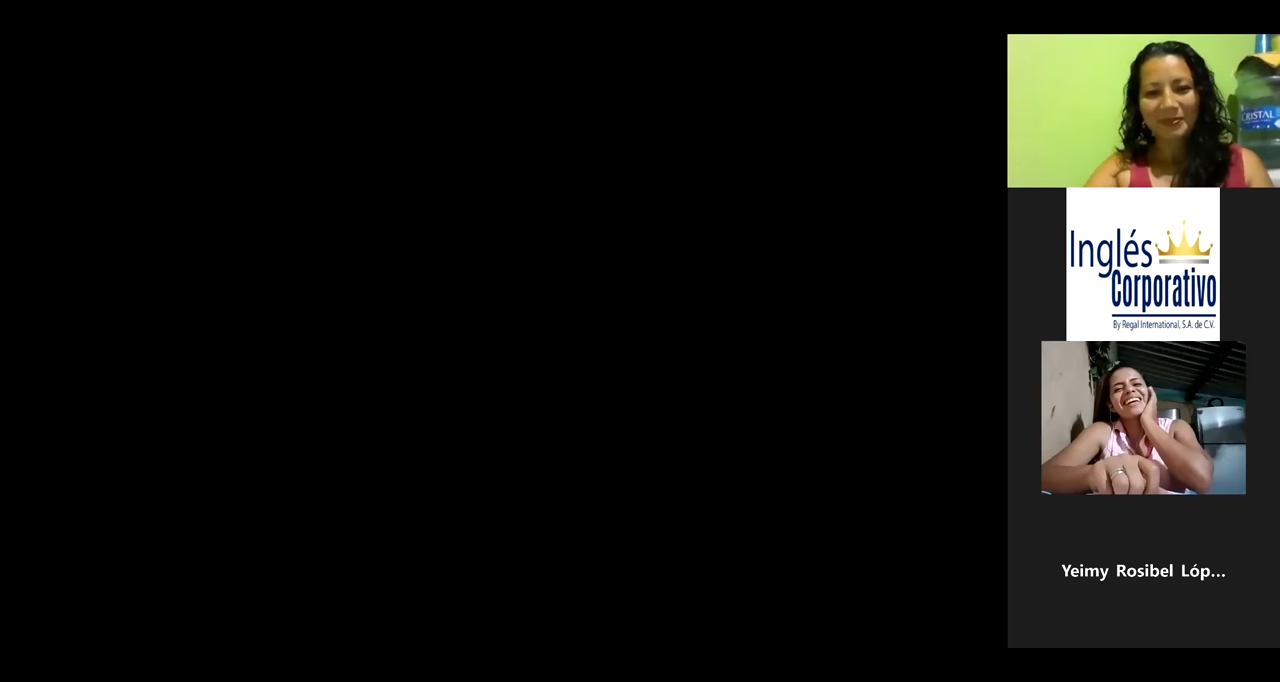 CRISTAL
Inglés
Corporativo
By Regal International, S.A. de C.V.
Yeimy Rosibel Lóp...